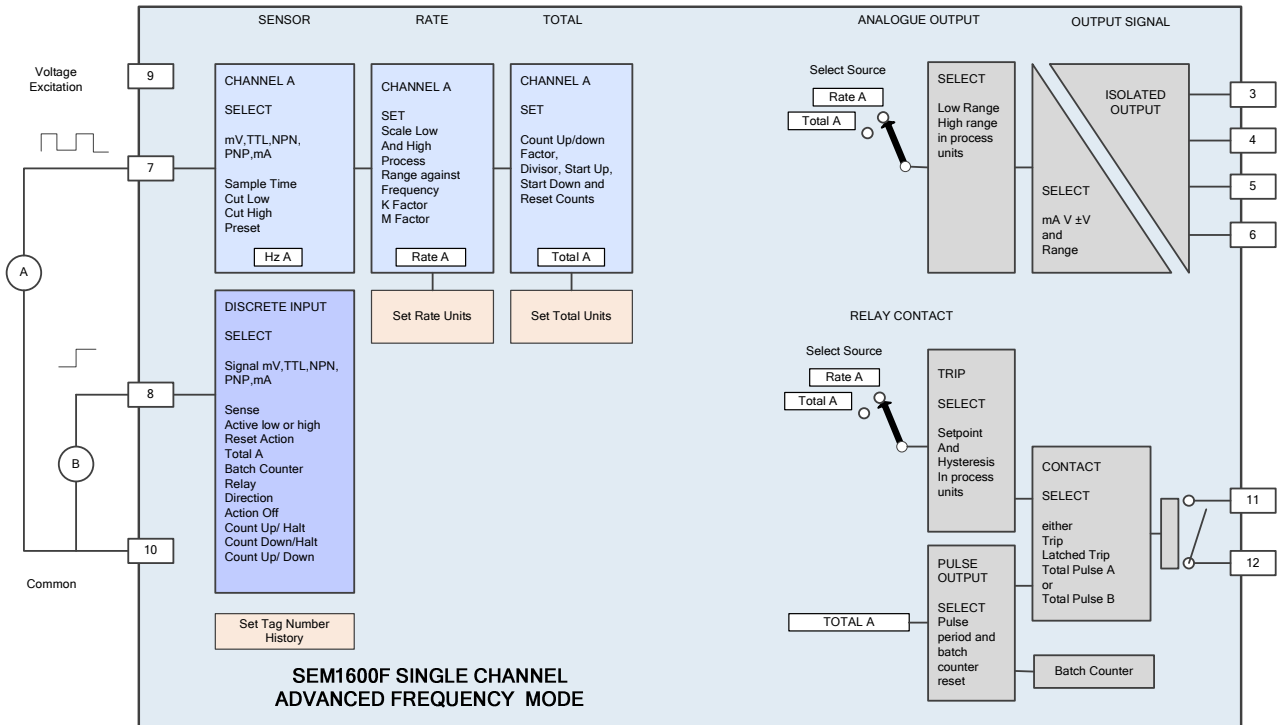 SENSOR
RATE
TOTAL
ANALOGUE OUTPUT
OUTPUT SIGNAL
Voltage
Excitation
9
7
A
8
B
10
Common
CHANNEL A
SELECT
mV,TTL,NPN,
PNP,mA
Sample Time
Cut Low
Cut High
Preset
Hz A
CHANNEL A
SET
Scale Low
And High
Process
Range against
Frequency
K Factor
M Factor
Rate A
CHANNEL A
SET
Count Up/down
Factor,
Divisor, Start Up,
Start Down and
Reset Counts
Total A
Set Rate Units
Set Total Units
DISCRETE INPUT
SELECT
Signal mV,TTL,NPN,
PNP,mA
Sense
Active low or high
Reset Action
Total A
Batch Counter
Relay
Direction
Action Off
Count Up/ Halt
Count Down/Halt
Count Up/ Down
Set Tag Number
History
SEM1600F SINGLE CHANNEL
ADVANCED FREQUENCY MODE
Select Source
Rate A
Total A
SELECT
Low Range
High range
in process
units
SELECT
mA V ±V
and
Range
ISOLATED
OUTPUT
3
4
5
6
RELAY CONTACT
Select Source
Rate A
Total A
TRIP
SELECT
Setpoint
And
Hysteresis
In process
units
CONTACT
SELECT
either
Trip
Latched Trip
Total Pulse A
or
Total Pulse B
11
12
TOTAL A
PULSE
OUTPUT
SELECT
Pulse
period and
batch
counter
reset
Batch Counter